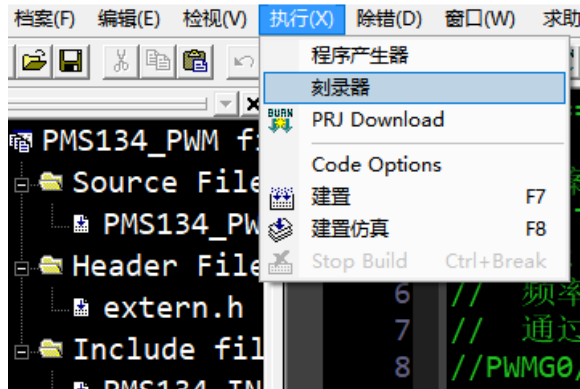 档案(F) 编辑(E) 检视(V) 执行(X) 除错(D) 窗口(W) 求助
程序产生器
刻录器
BURN PRJ Download
Code Options
建置 F7
建置仿真 F8
Stop Build Ctrl+Break
PMS134_PWM f
Source File
PMS134_PW
Header File
extern.h
Include fil
PMS134_IN
6 // 频率
7 // 通过
8 //PWMG0/